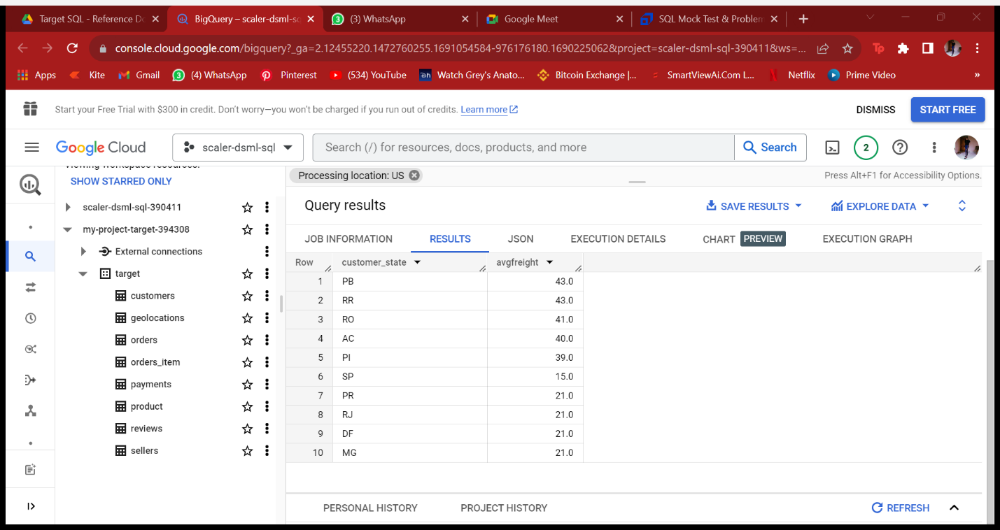 Target SQL - Reference Do
BigQuery – scaler-dsml-sc
(3) WhatsApp
Google Meet
SQL Mock Test & Problem
console.cloud.google.com/bigquery?_ga=2.12455220.1472760255.1691054584-976176180.1690225062&project=scaler-dsml-sql-390411&ws=...
Apps Kite Gmail (4) WhatsApp Pinterest (534) YouTube Watch Grey's Anato... Bitcoin Exchange |... SmartViewAi.Com L... Netflix Prime Video »
Start your Free Trial with $300 in credit. Don't worry—you won't be charged if you run out of credits. Learn more DISMISS START FREE
Google Cloud scaler-dsml-sql Search (/) for resources, docs, products, and more Search 2
Viewing workspace resources.
SHOW STARRED ONLY
scaler-dsml-sql-390411
my-project-target-394308
External connections
target
customers
geolocations
orders
orders_item
payments
product
reviews
sellers
Processing location: US Press Alt+F1 for Accessibility Options.
Query results SAVE RESULTS EXPLORE DATA
JOB INFORMATION RESULTS JSON EXECUTION DETAILS CHART PREVIEW EXECUTION GRAPH
Row customer_state avgfreight
1 PB 43.0
2 RR 43.0
3 RO 41.0
4 AC 40.0
5 PI 39.0
6 SP 15.0
7 PR 21.0
8 RJ 21.0
9 DF 21.0
10 MG 21.0
PERSONAL HISTORY PROJECT HISTORY REFRESH